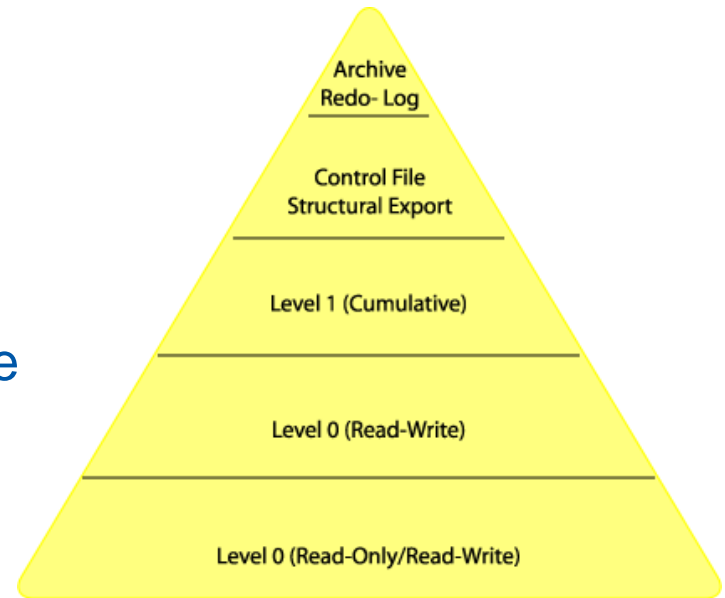 Archive
Redo- Log
Control File
Structural Export
Level 1 (Cumulative)
e
Level 0 (Read-Write)
Level 0 (Read-Only/Read-Write)